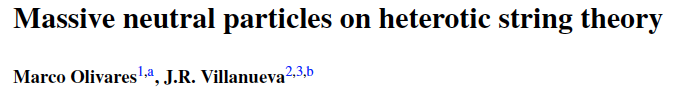 Massive neutral particles on heterotic string theory
Marco Olivares1,a, J.R. Villanueva2,3,b